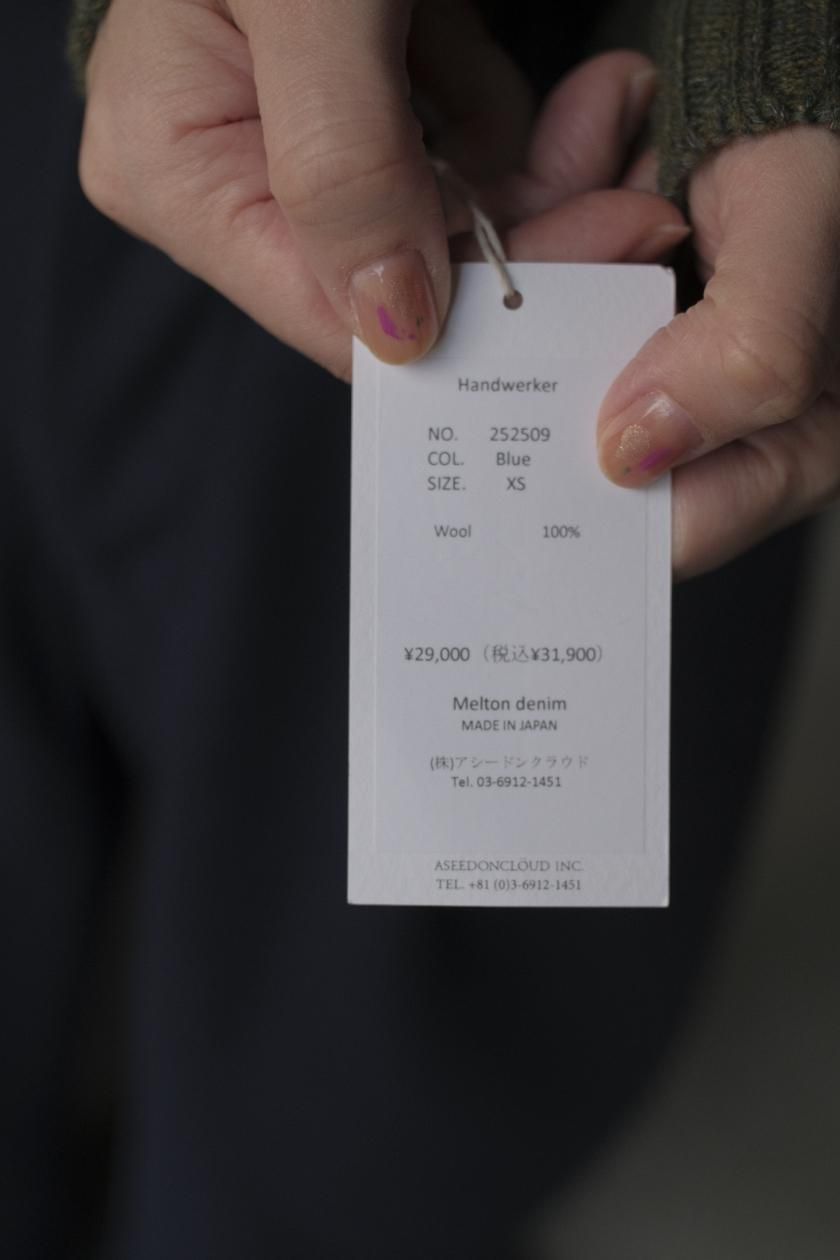 Handwerker
NO. 252509
COL. Blue
SIZE. XS
Wool 100%
¥29,000（税込¥31,900）
Melton denim
MADE IN JAPAN
(株)アシードンクラウド
Tel. 03-6912-1451
ASEEDONCLÖUD INC.
TEL. +81 (0)3-6912-1451